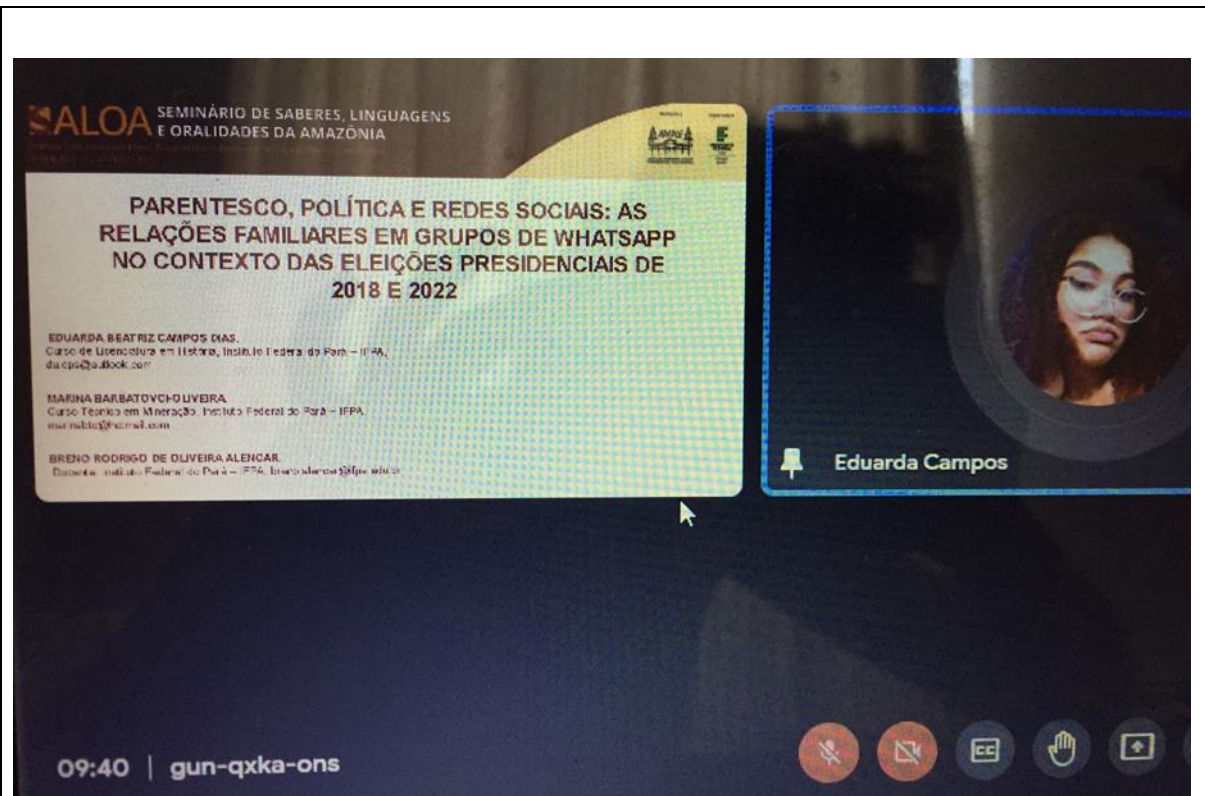 SALOA
SEMINÁRIO DE SABERES, LINGUAGENS
E ORALIDADES DA AMAZÔNIA
PARENTESCO, POLÍTICA E REDES SOCIAIS: AS
RELAÇÕES FAMILIARES EM GRUPOS DE WHATSAPP
NO CONTEXTO DAS ELEIÇÕES PRESIDENCIAIS DE
2018 E 2022
EDUARDA BEATRIZ CAMPOS DIAS.
Curso de Licenciatura em História, Instituto Federal do Pará – IFPA.
MARINA BARBATOVCH OLIVEIRA
Curso Técnico em Mineração, Instituto Federal do Pará – IFPA.
BRENO RODRIGO DE OLIVEIRA ALENCAR.
Docente Instituto Federal do Pará – IFPA,
Eduarda Campos
CC
09:40 | gun-qxka-ons